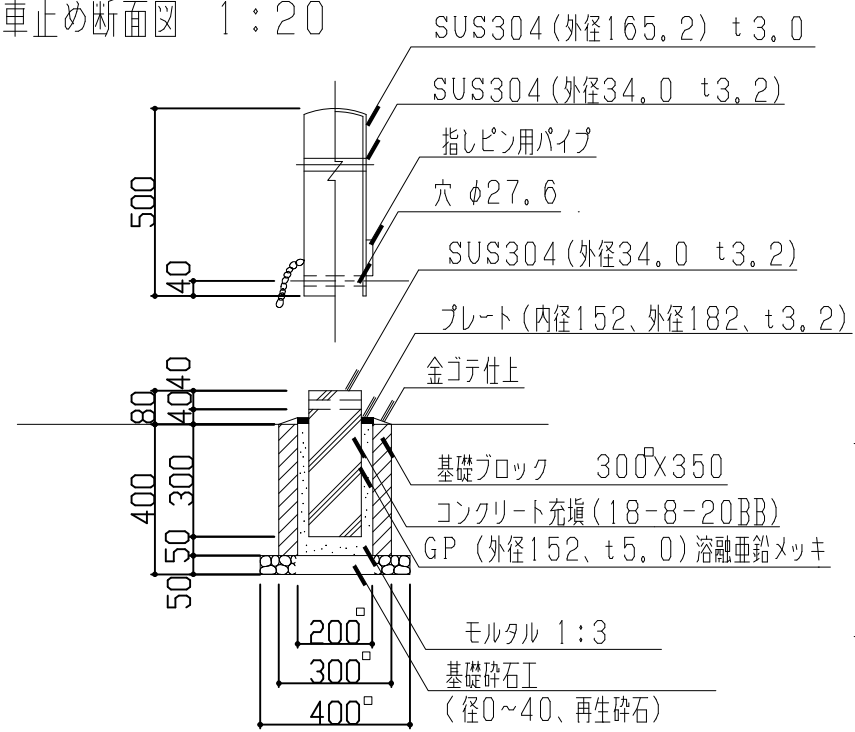 車止め断面図 1:20
SUS304(外径165.2) t3.0
SUS304(外径34.0 t3.2)
指しピン用パイプ
穴 φ27.6
SUS304(外径34.0 t3.2)
プレート(内径152、外径182、t3.2)
金ゴテ仕上
基礎ブロック 300□X350
コンクリート充填(18-8-20BB)
GP (外径152、t5.0)溶融亜鉛メッキ
モルタル 1:3
基礎砕石工
(径0~40、再生砕石)
500
40
40
80
40
400
300
50
50
200□
300□
400□